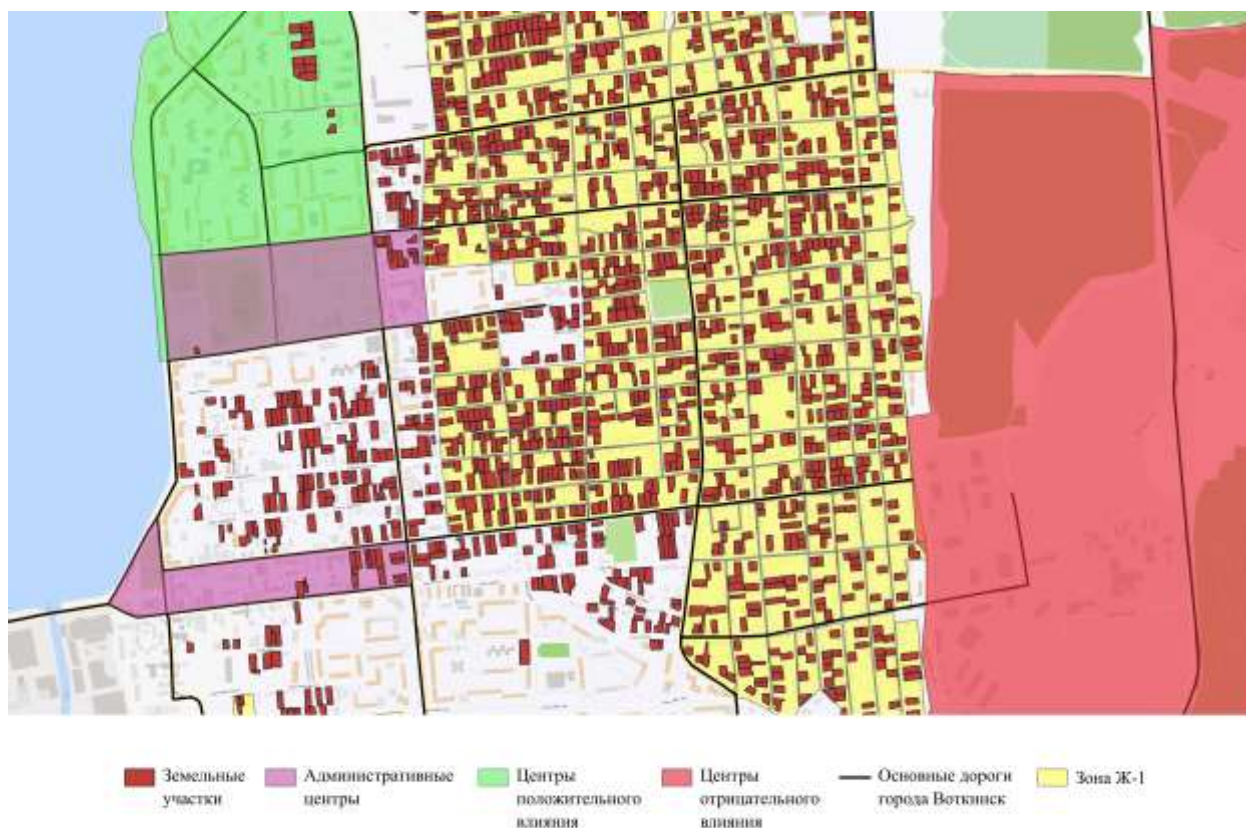 Земельные
участки
Административные
центры
Центры
положительного
влияния
Центры
отрицательного
влияния
Основные дороги
города Воткинск
Зона Ж-1